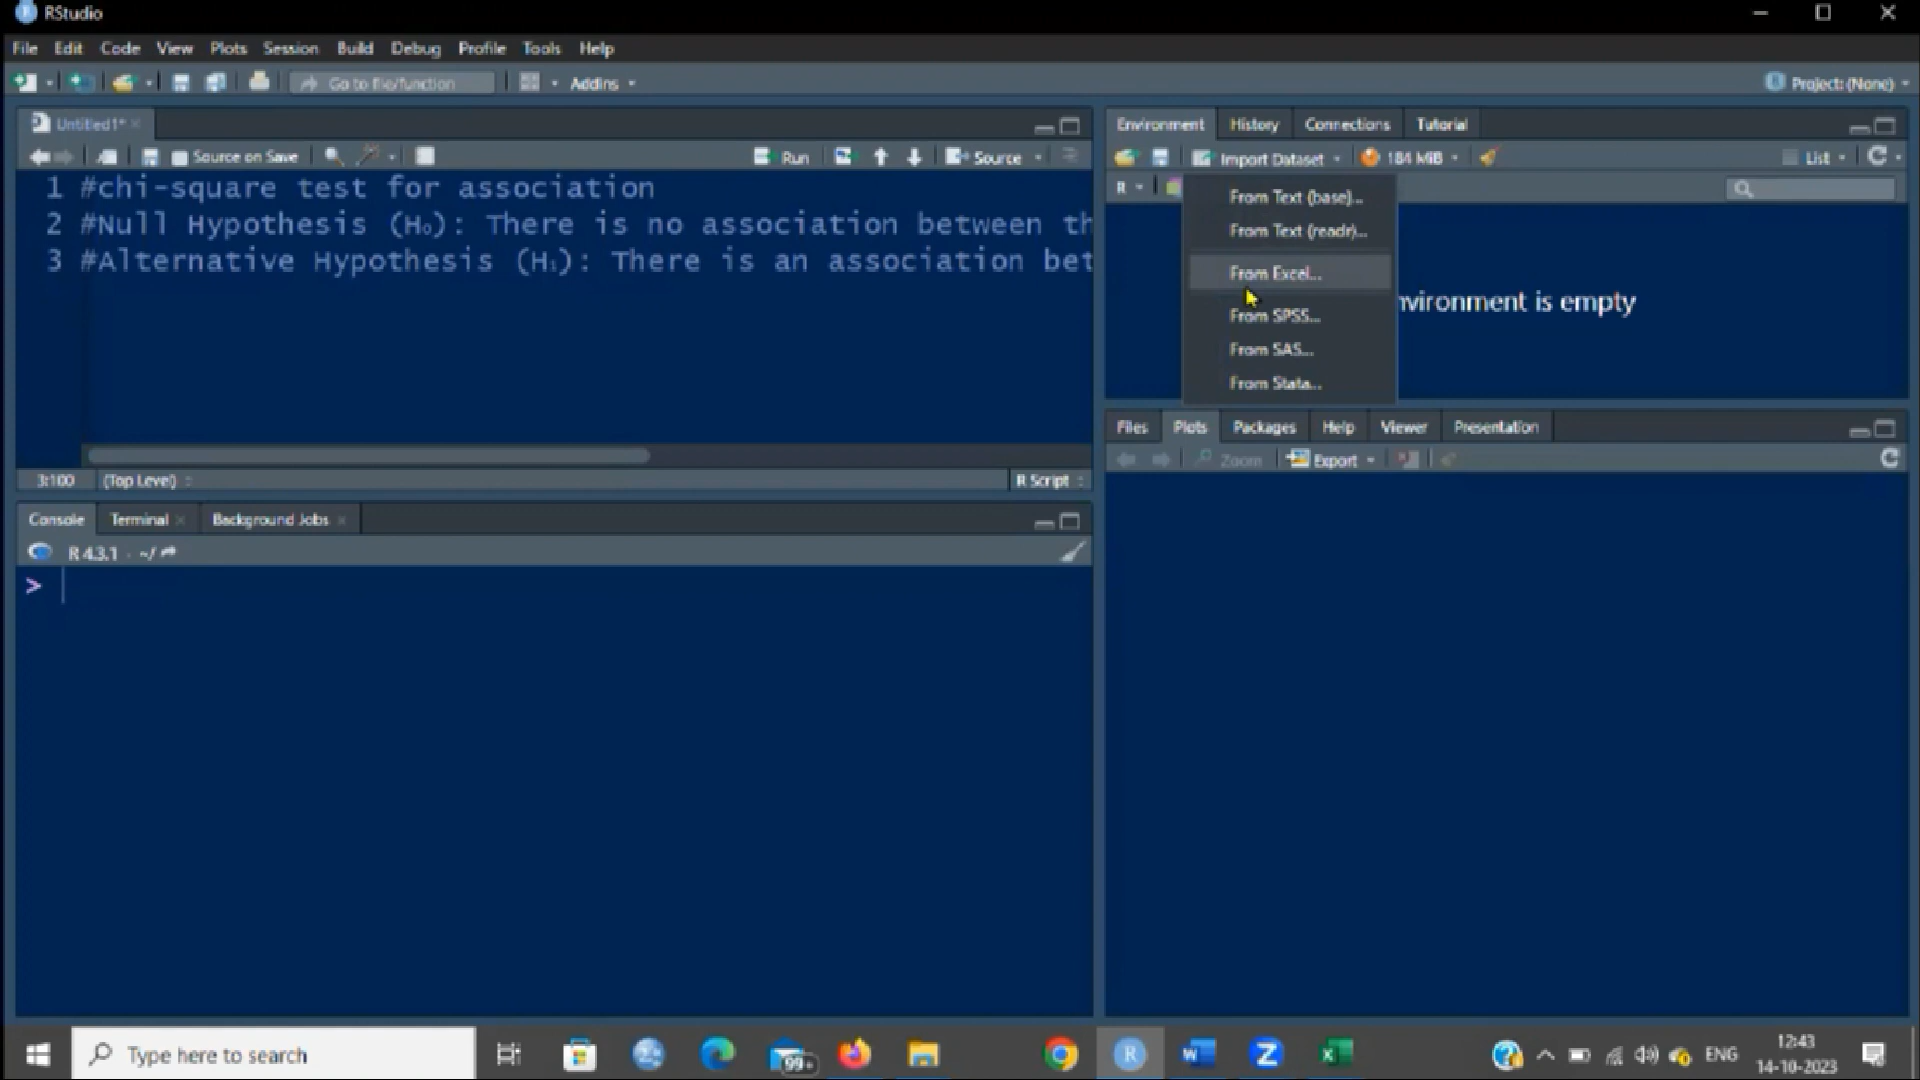 RStudio
File Edit Code View Plots Session Build Debug Profile Tools Help
Go to file/function Addins Project: (None)
Untitled1*
Source on Save Run Source
1 #chi-square test for association
2 #Null Hypothesis (H₀): There is no association between th
3 #Alternative Hypothesis (H₁): There is an association bet
3:100 (Top Level) R Script
Console Terminal Background Jobs
R 4.3.1 · ~/
>
Environment History Connections Tutorial
Import Dataset 184 MiB List
R
From Text (base)...
From Text (readr)...
From Excel...
From SPSS...
From SAS...
From Stata...
nvironment is empty
Files Plots Packages Help Viewer Presentation
Zoom Export
Type here to search
99+
ENG
12:43
14-10-2023